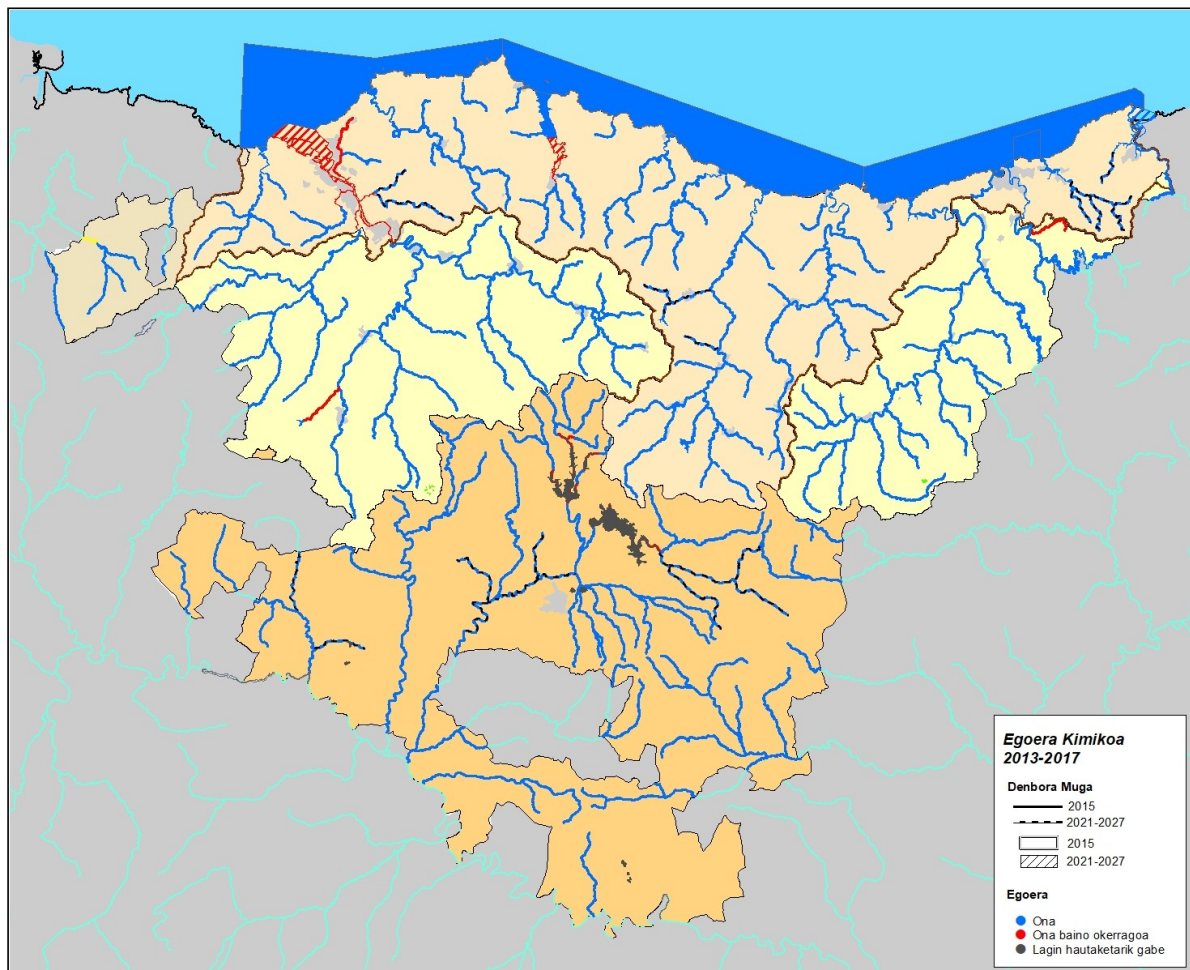 Egoera Kimikoa
2013-2017
Denbora Muga
2015
2021-2027
2015
2021-2027
Egoera
Ona
Ona baino okerragoa
Lagin hautaketarik gabe